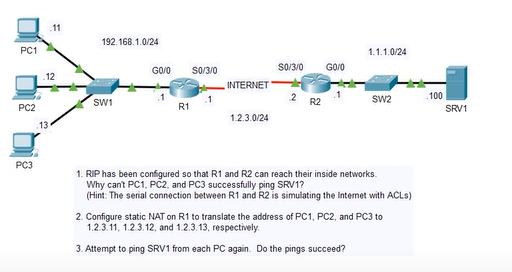 .11
PC1
192.168.1.0/24
1.1.1.0/24
.12
PC2
SW1
G0/0
S0/3/0
.1
R1
.1
INTERNET
1.2.3.0/24
S0/3/0
G0/0
.2
R2
.1
SW2
.100
SRV1
.13
PC3
1. RIP has been configured so that R1 and R2 can reach their inside networks.
Why can't PC1, PC2, and PC3 successfully ping SRV1?
(Hint: The serial connection between R1 and R2 is simulating the Internet with ACLs)
2. Configure static NAT on R1 to translate the address of PC1, PC2, and PC3 to
1.2.3.11, 1.2.3.12, and 1.2.3.13, respectively.
3. Attempt to ping SRV1 from each PC again.  Do the pings succeed?